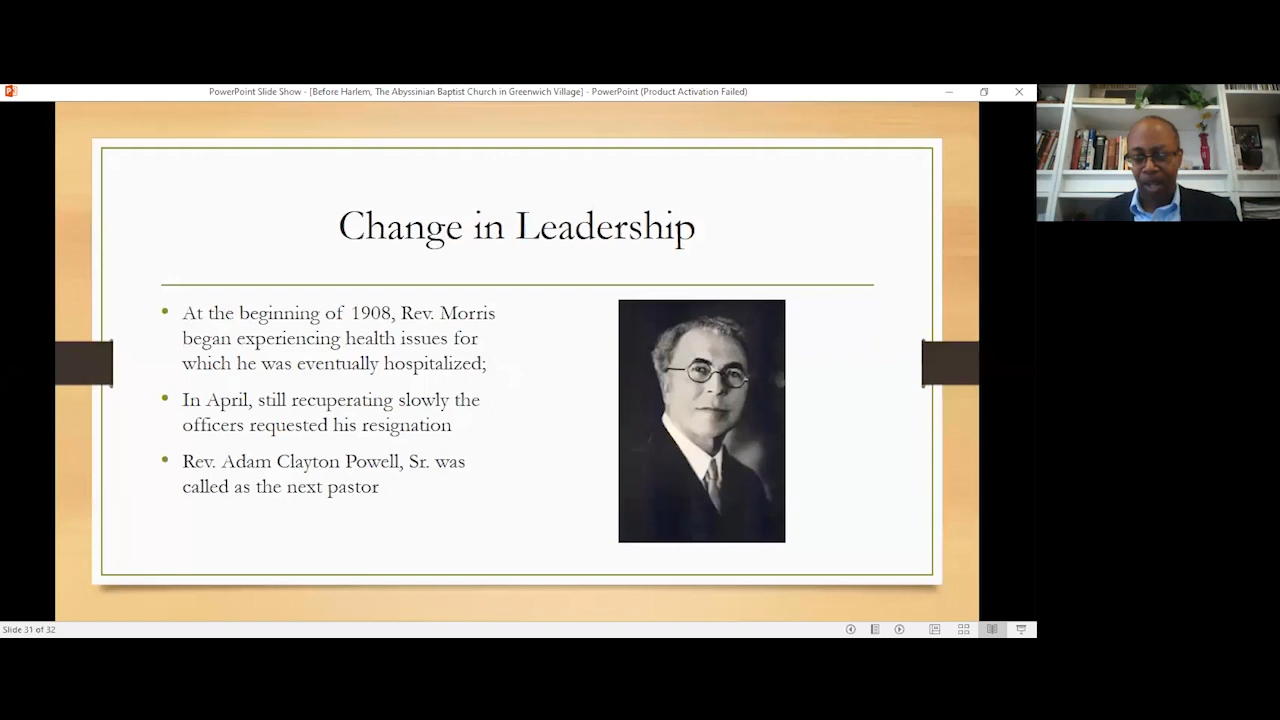 PowerPoint Slide Show - [Before Harlem, The Abyssinian Baptist Church in Greenwich Village] - PowerPoint (Product Activation Failed)
Change in Leadership
• At the beginning of 1908, Rev. Morris
began experiencing health issues for
which he was eventually hospitalized;
• In April, still recuperating slowly the
officers requested his resignation
• Rev. Adam Clayton Powell, Sr. was
called as the next pastor
Slide 31 of 32